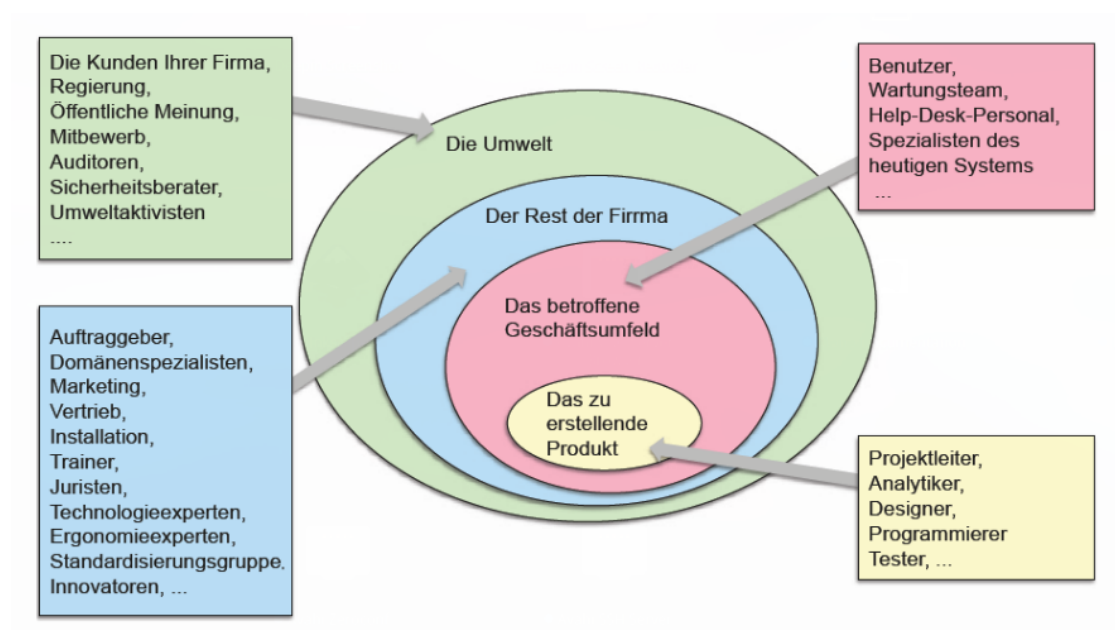 Die Kunden Ihrer Firma,
Regierung,
Öffentliche Meinung,
Mitbewerb,
Auditoren,
Sicherheitsberater,
Umweltaktivisten
....
Benutzer,
Wartungsteam,
Help-Desk-Personal,
Spezialisten des
heutigen Systems
...
Die Umwelt
Der Rest der Firrma
Das betroffene
Geschäftsumfeld
Das zu
erstellende
Produkt
Auftraggeber,
Domänenspezialisten,
Marketing,
Vertrieb,
Installation,
Trainer,
Juristen,
Technologieexperten,
Ergonomieexperten,
Standardisierungsgruppe,
Innovatoren, ...
Projektleiter,
Analytiker,
Designer,
Programmierer
Tester, ...